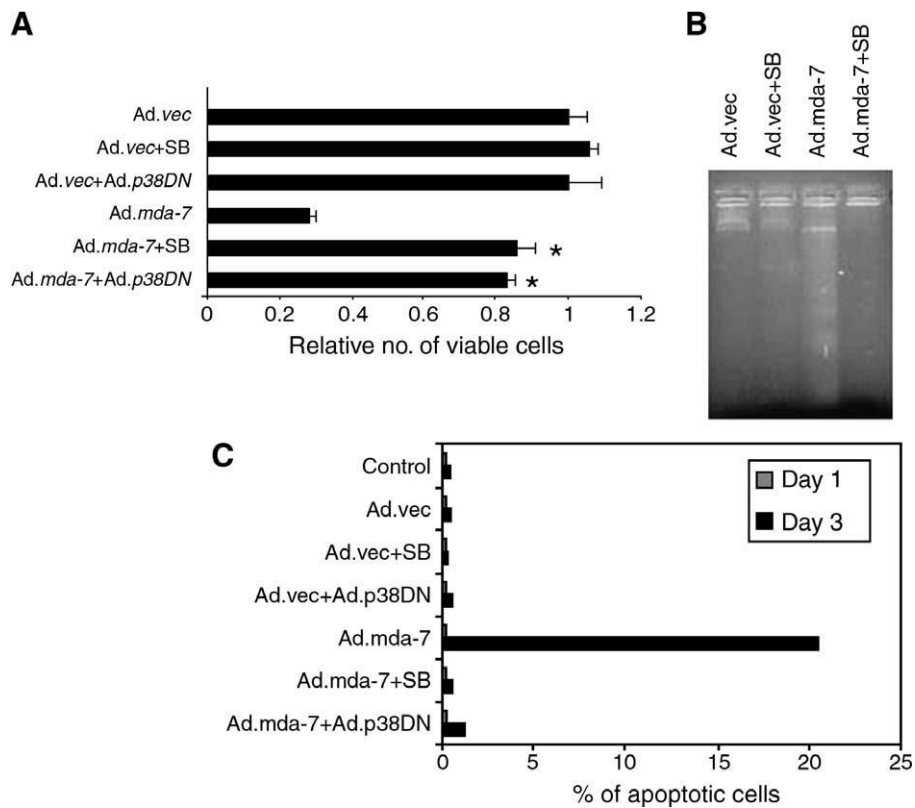 A
Ad.vec
Ad.vec+SB
Ad.vec+Ad.p38DN
Ad.mda-7
Ad.mda-7+SB
*
Ad.mda-7+Ad.p38DN
*
0 0.2 0.4 0.6 0.8 1 1.2
Relative no. of viable cells
B
Ad.vec
Ad.vec+SB
Ad.mda-7
Ad.mda-7+SB
C
Control
Ad.vec
Ad.vec+SB
Ad.vec+Ad.p38DN
Ad.mda-7
Ad.mda-7+SB
Ad.mda-7+Ad.p38DN
Day 1
Day 3
0 5 10 15 20 25
% of apoptotic cells